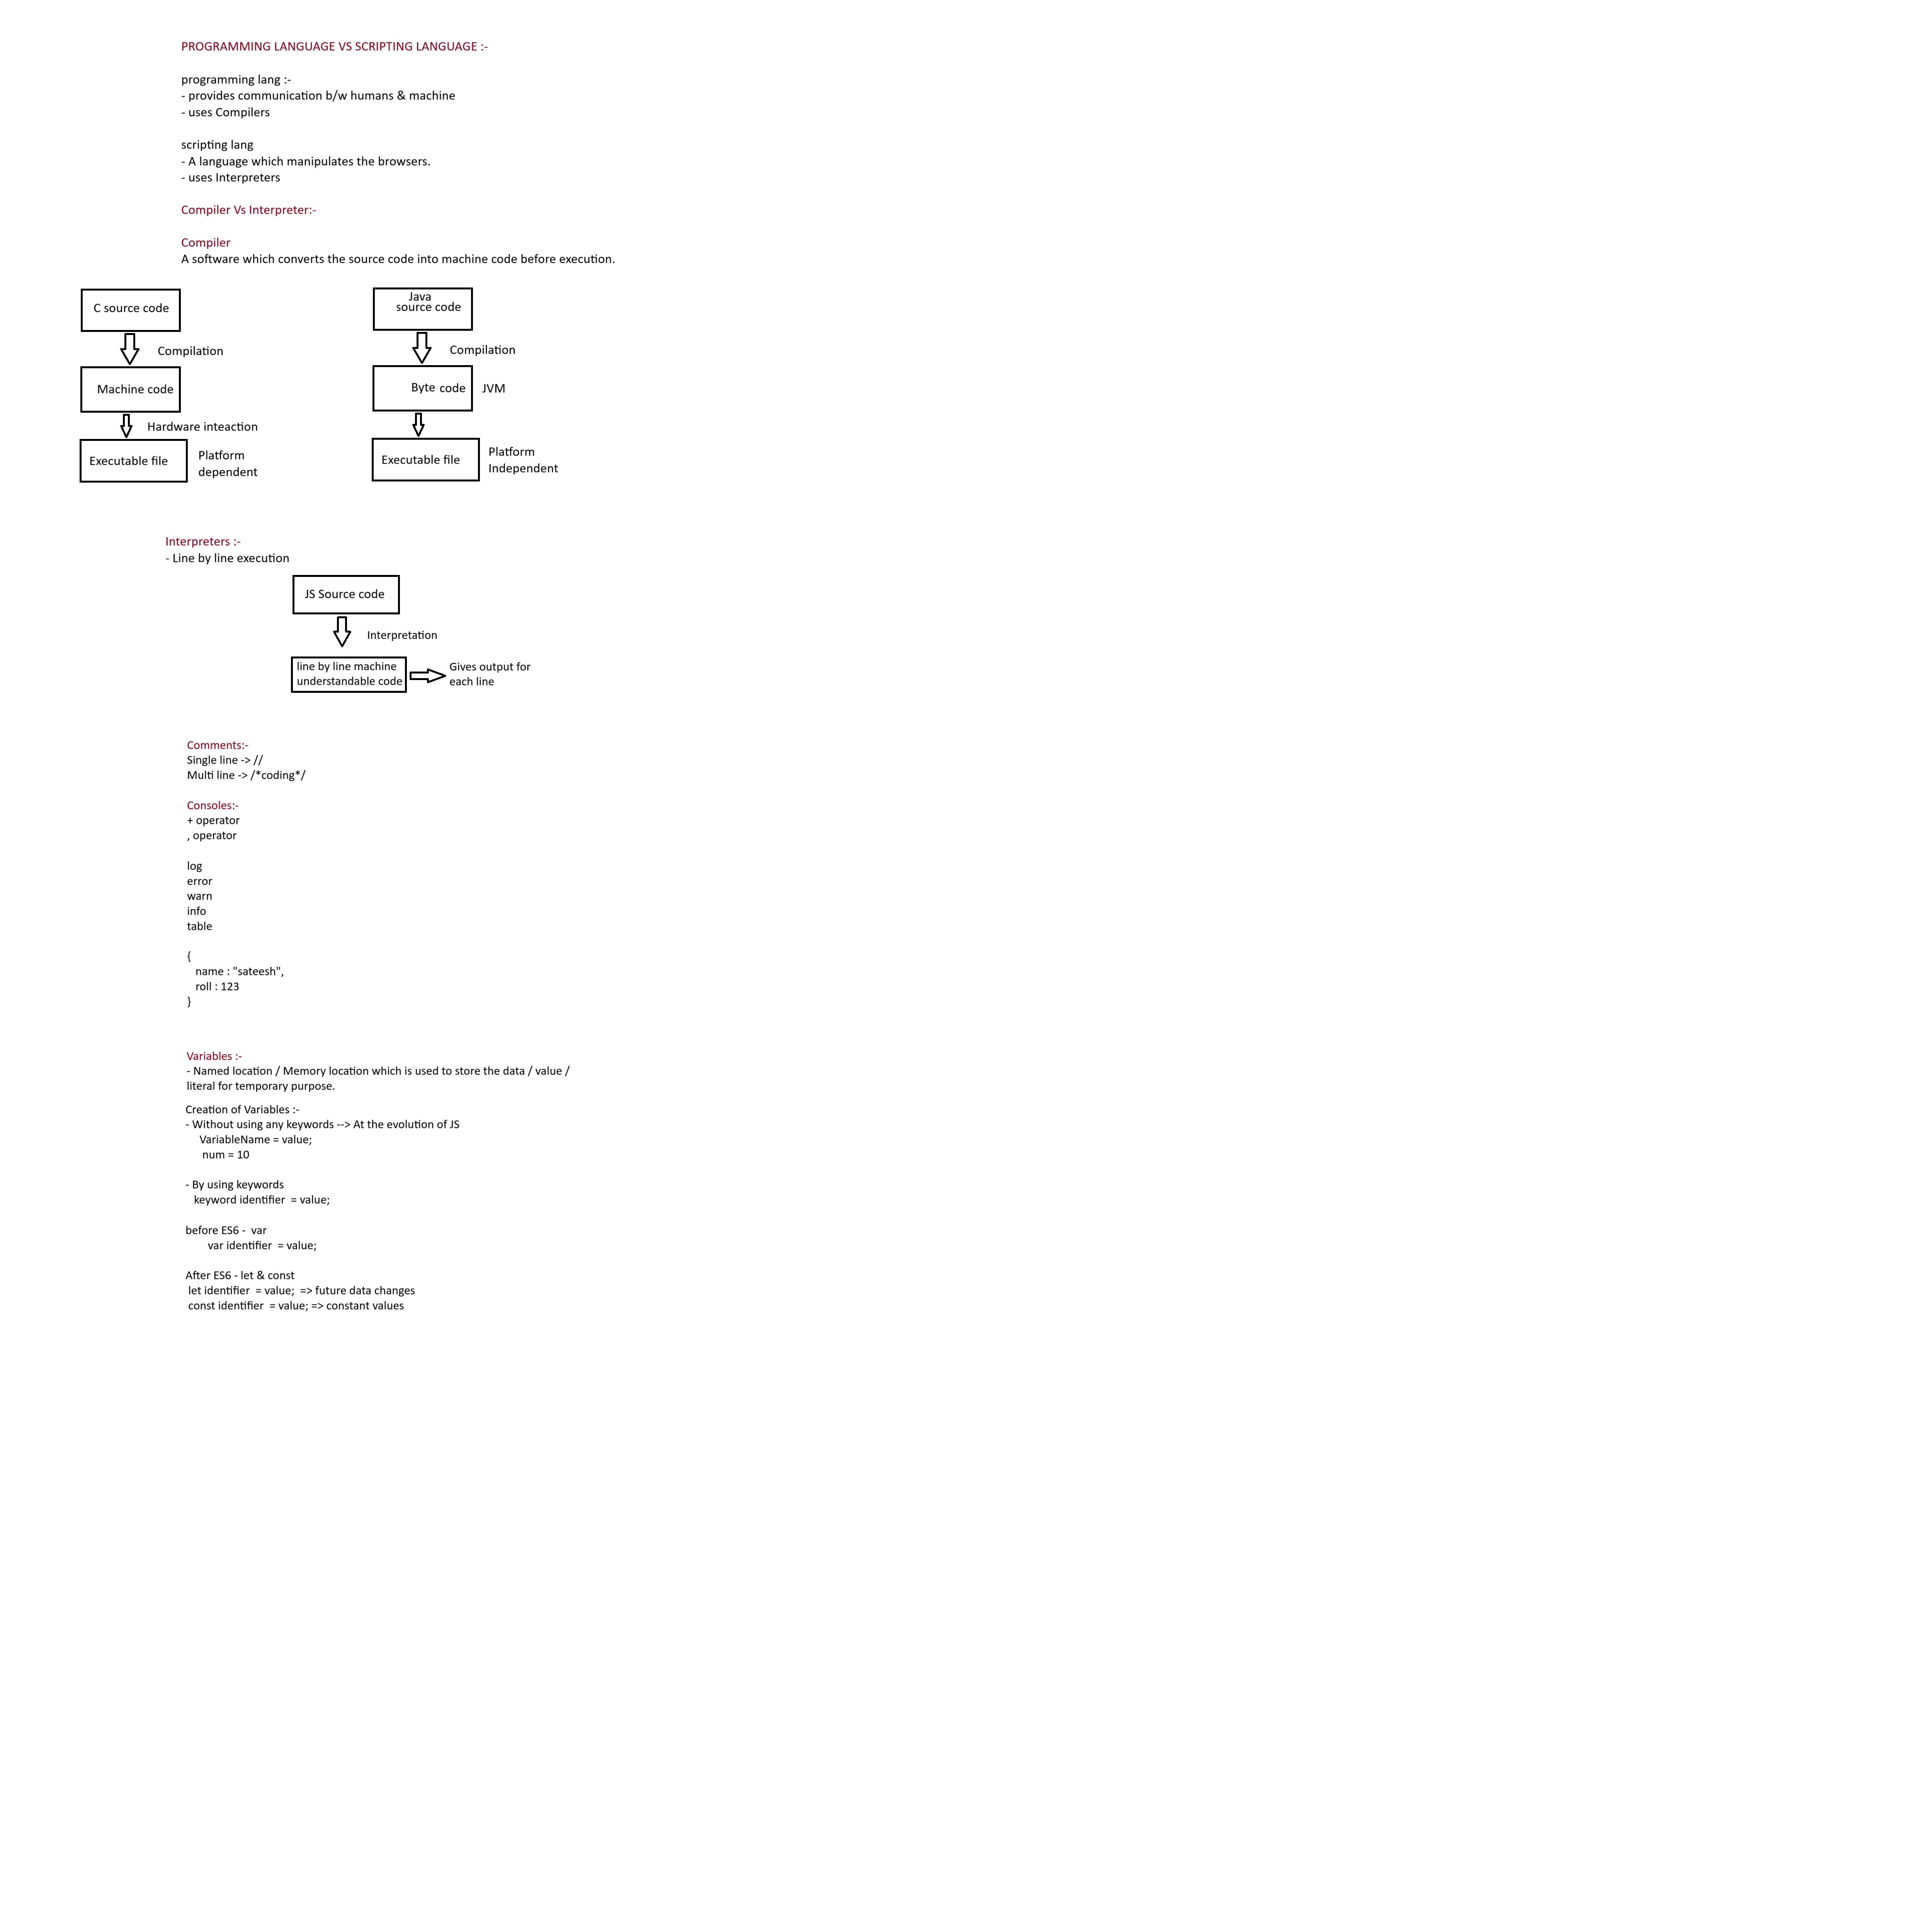 PROGRAMMING LANGUAGE VS SCRIPTING LANGUAGE :-
programming lang :-
- provides communication b/w humans & machine
- uses Compilers
scripting lang
- A language which manipulates the browsers.
- uses Interpreters
Compiler Vs Interpreter:-
Compiler
A software which converts the source code into machine code before execution.
C source code
Compilation
Machine code
Hardware inteaction
Executable file
Platform
dependent
Java
source code
Compilation
Byte code
JVM
Executable file
Platform
Independent
Interpreters :-
- Line by line execution
JS Source code
Interpretation
line by line machine
understandable code
Gives output for
each line
Comments:-
Single line -> //
Multi line -> /*coding*/
Consoles:-
+ operator
, operator
log
error
warn
info
table
{
name : "sateesh",
roll : 123
}
Variables :-
- Named location / Memory location which is used to store the data / value /
literal for temporary purpose.
Creation of Variables :-
- Without using any keywords --> At the evolution of JS
VariableName = value;
num = 10
- By using keywords
keyword identifier  = value;
before ES6 -  var
var identifier  = value;
After ES6 - let & const
let identifier  = value;  => future data changes
const identifier  = value; => constant values